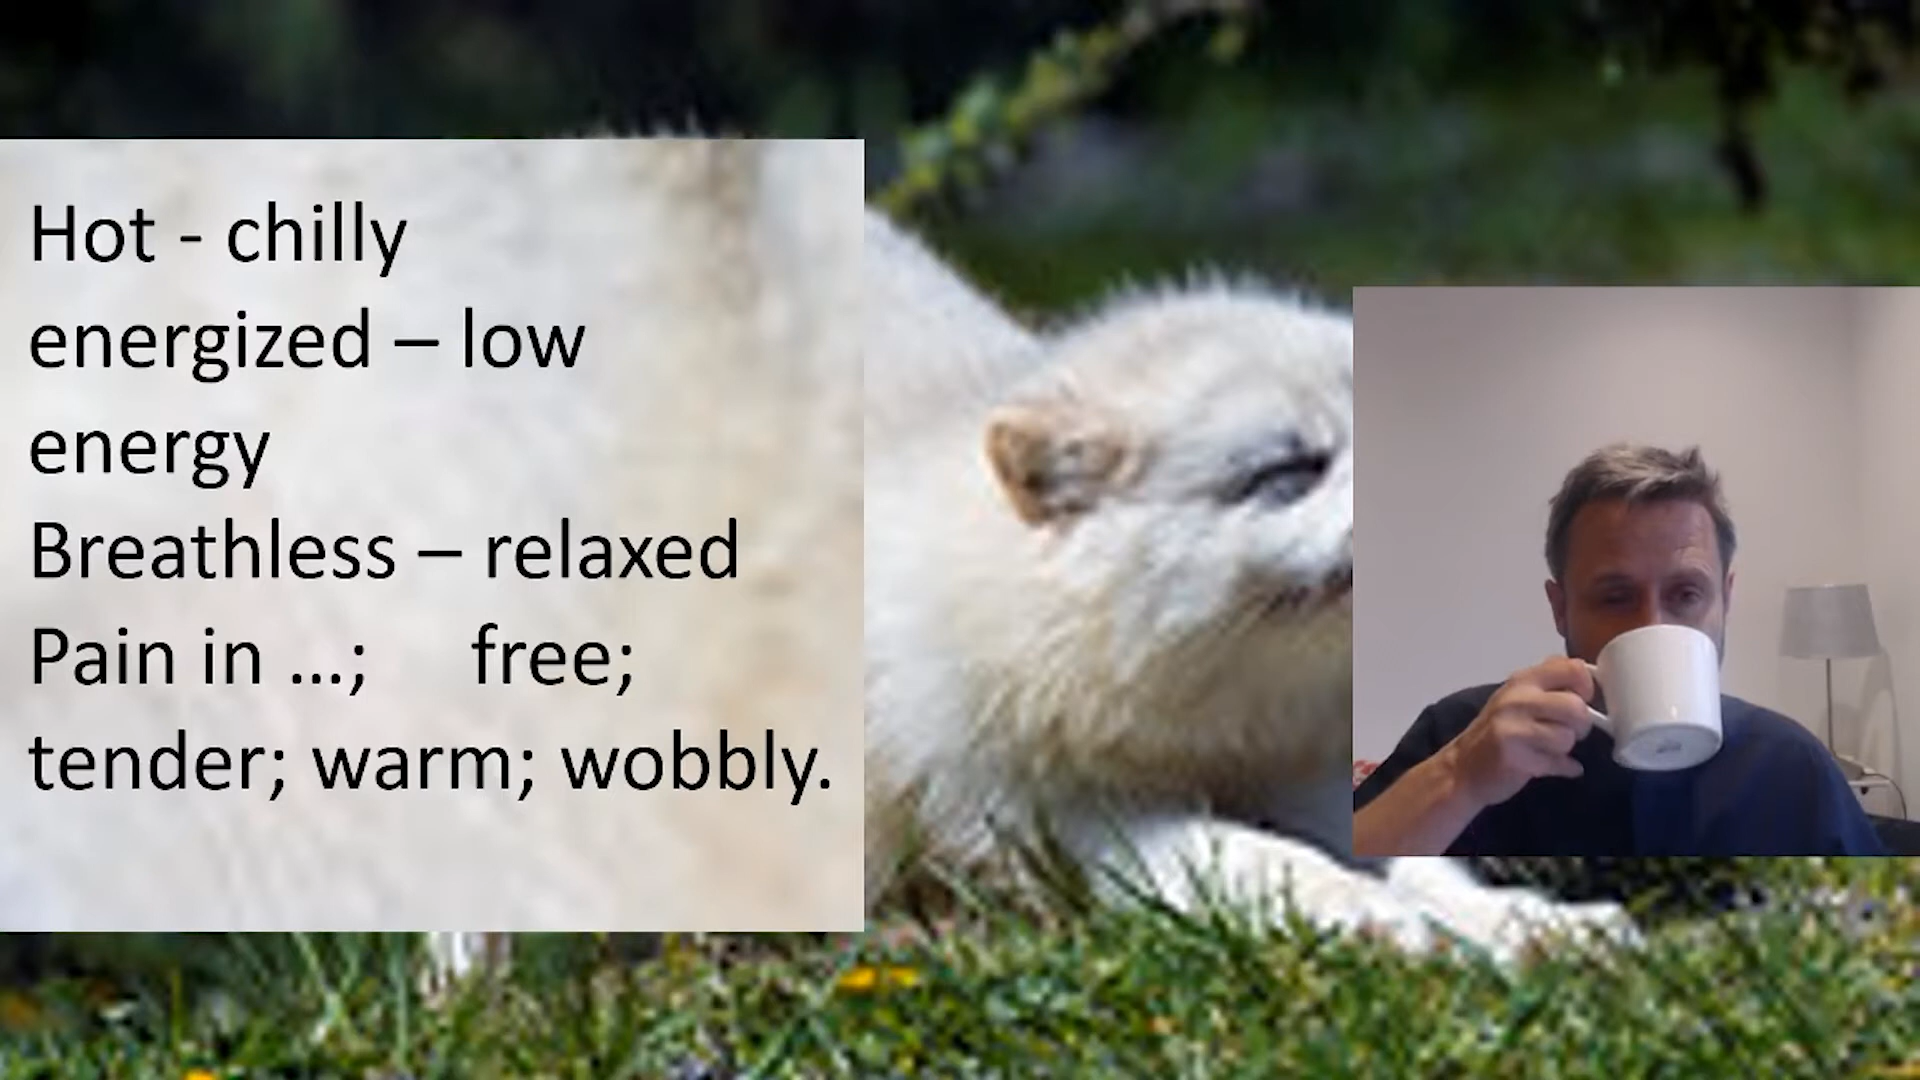 Hot - chilly
energized – low
energy
Breathless – relaxed
Pain in …; free;
tender; warm; wobbly.